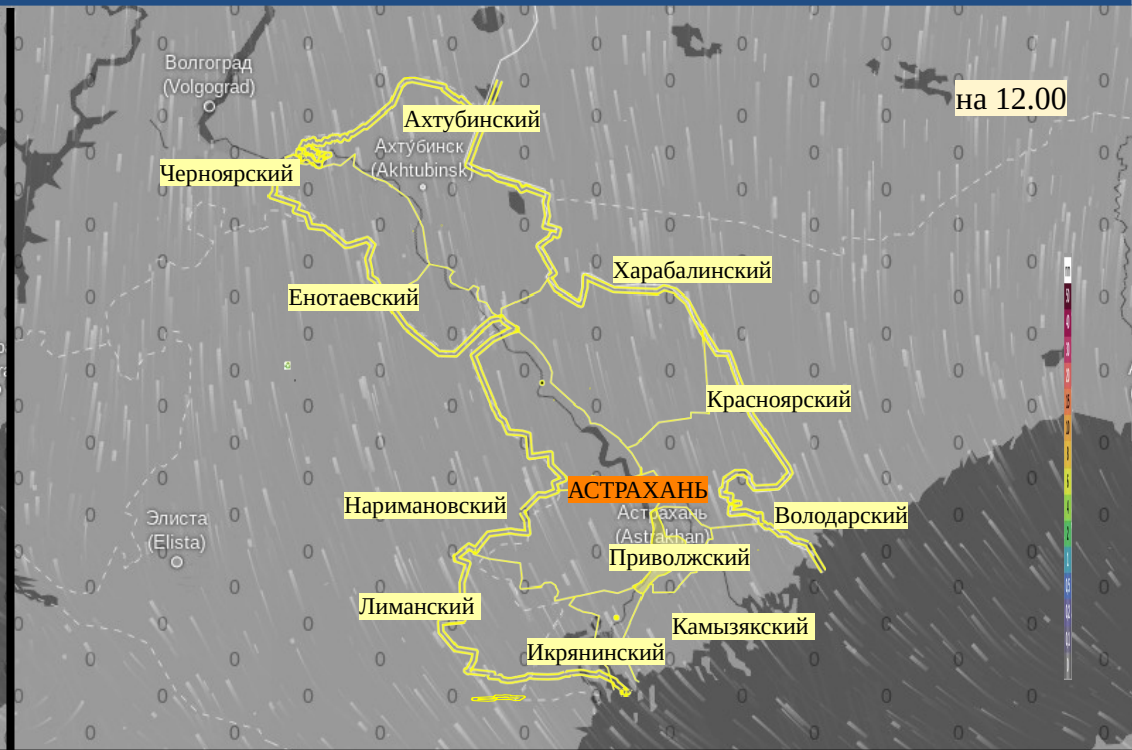 Волгоград
(Volgograd)
на 12.00
Ахтубинский
Ахтубинск
(Akhtubinsk)
Черноярский
Харабалинский
Енотаевский
Красноярский
АСТРАХАНЬ
Наримановский
Астрахань
(Astrakhan)
Володарский
Элиста
(Elista)
Приволжский
Лиманский
Камызякский
Икрянинский